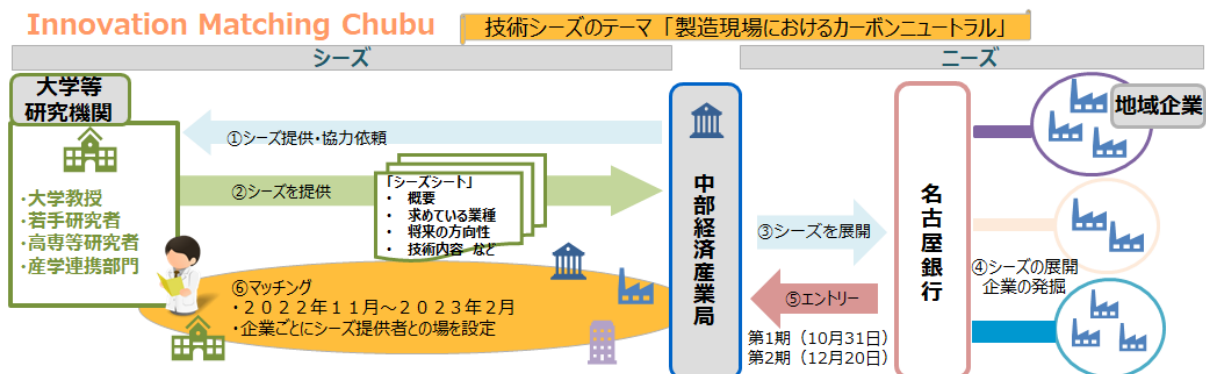 Innovation Matching Chubu
技術シーズのテーマ「製造現場におけるカーボンニュートラル」
シーズ
ニーズ
大学等
研究機関
・大学教授
・若手研究者
・高専等研究者
・産学連携部門
①シーズ提供・協力依頼
②シーズを提供
「シーズシート」
・ 概要
・ 求めている業種
・ 将来の方向性
・ 技術内容 など
⑥マッチング
・２０２２年１１月～２０２３年２月
・企業ごとにシーズ提供者との場を設定
中部経済産業局
③シーズを展開
⑤エントリー
第1期（10月31日）
第2期（12月20日）
名古屋銀行
④シーズの展開
企業の発掘
地域企業